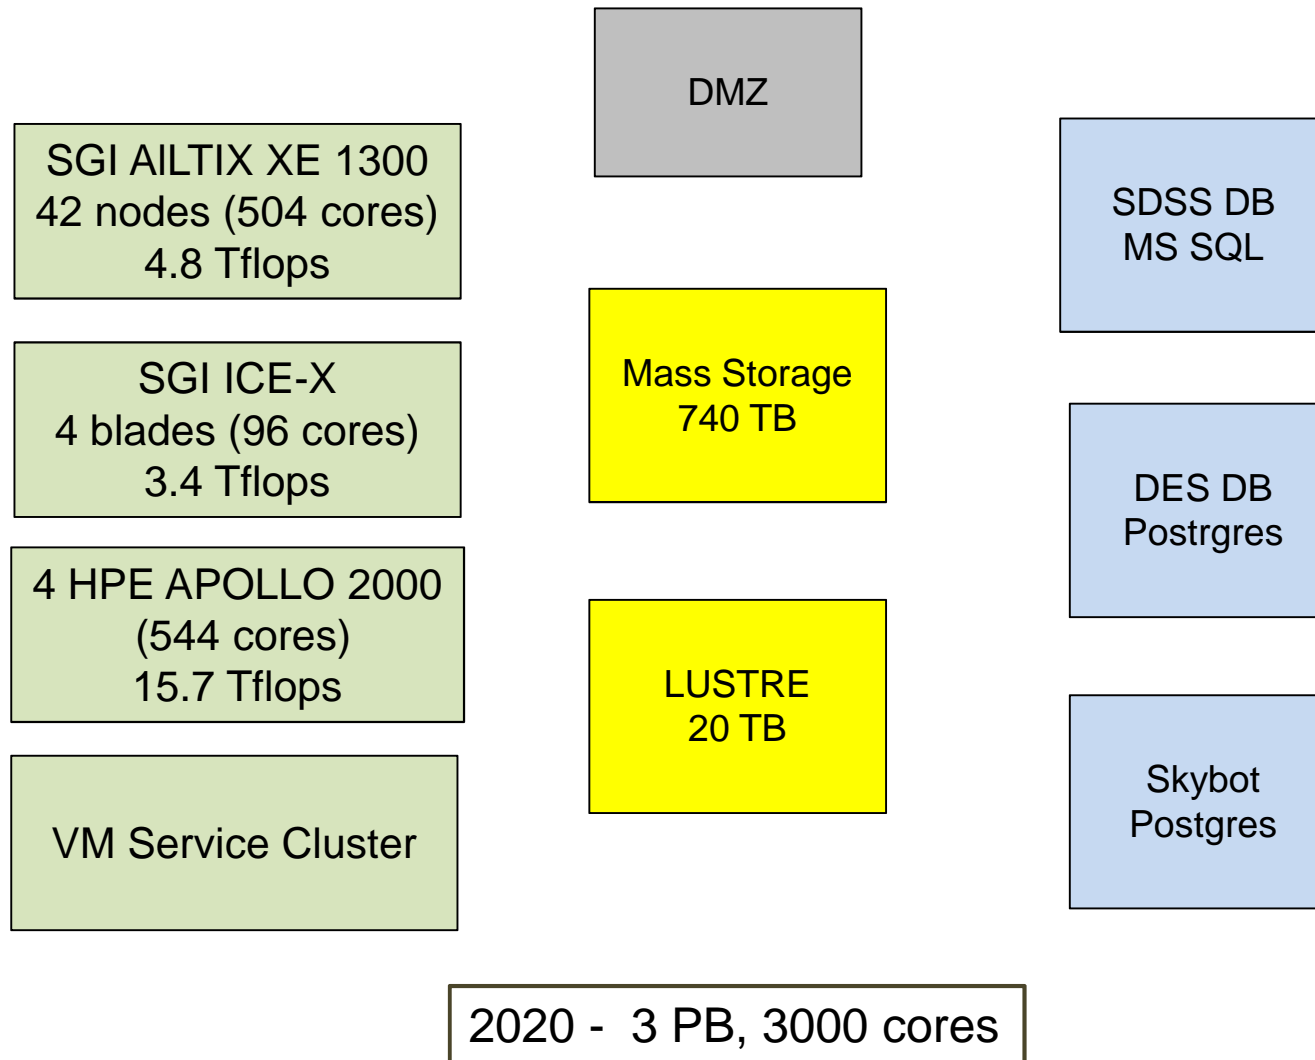 DMZ
SGI AILTIX XE 1300
42 nodes (504 cores)
4.8 Tflops
SGI ICE-X
4 blades (96 cores)
3.4 Tflops
4 HPE APOLLO 2000
(544 cores)
15.7 Tflops
VM Service Cluster
Mass Storage
740 TB
LUSTRE
20 TB
SDSS DB
MS SQL
DES DB
Postrgres
Skybot
Postgres
2020 - 3 PB, 3000 cores